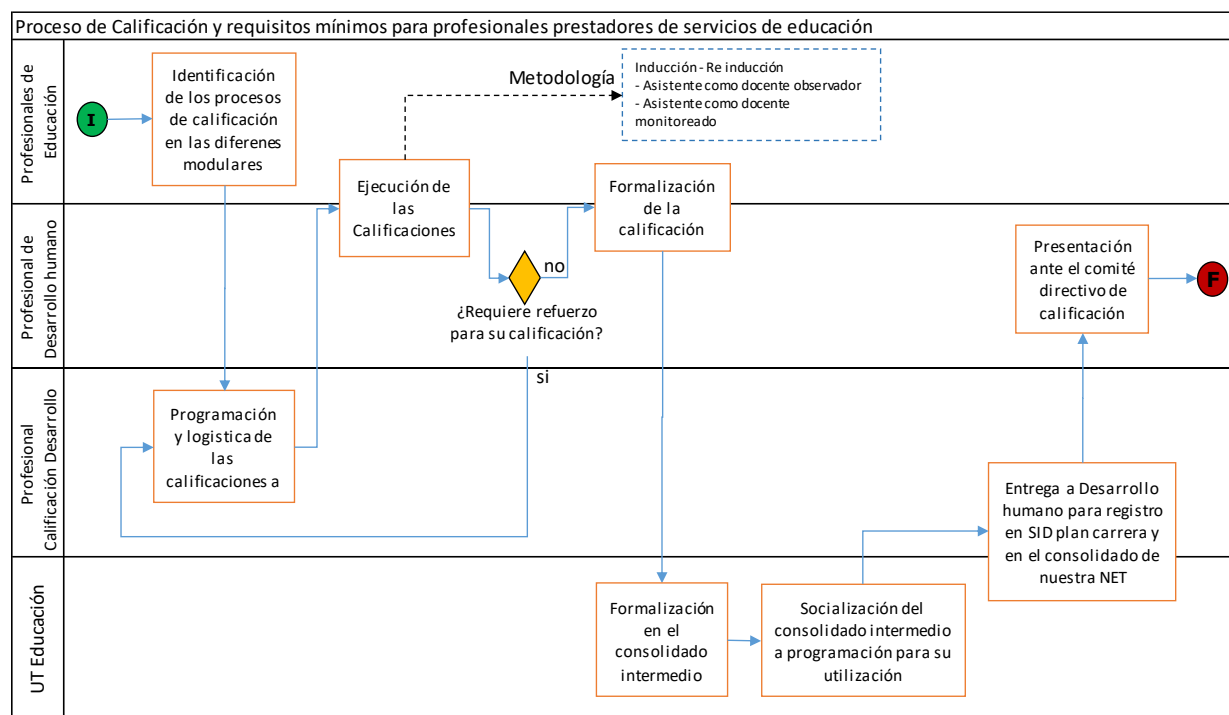 Proceso de Calificación y requisitos mínimos para profesionales prestadores de servicios de educación
Profesionales de
Educación
I
Identificación
de los procesos
de calificación
en las diferenes
modulares
Metodología
Inducción - Re inducción
- Asistente como docente observador
- Asistente como docente
monitoreado
Ejecución de
las
Calificaciones
Formalización
de la
calificación
Profesional de
Desarrollo humano
no
¿Requiere refuerzo
para su calificación?
si
Presentación
ante el comité
directivo de
calificación
F
Profesional
Calificación Desarrollo
Programación
y logistica de
las
calificaciones a
Entrega a Desarrollo
humano para registro
en SID plan carrera y
en el consolidado de
nuestra NET
UT Educación
Formalización
en el
consolidado
intermedio
Socialización del
consolidado intermedio
a programación para su
utilización